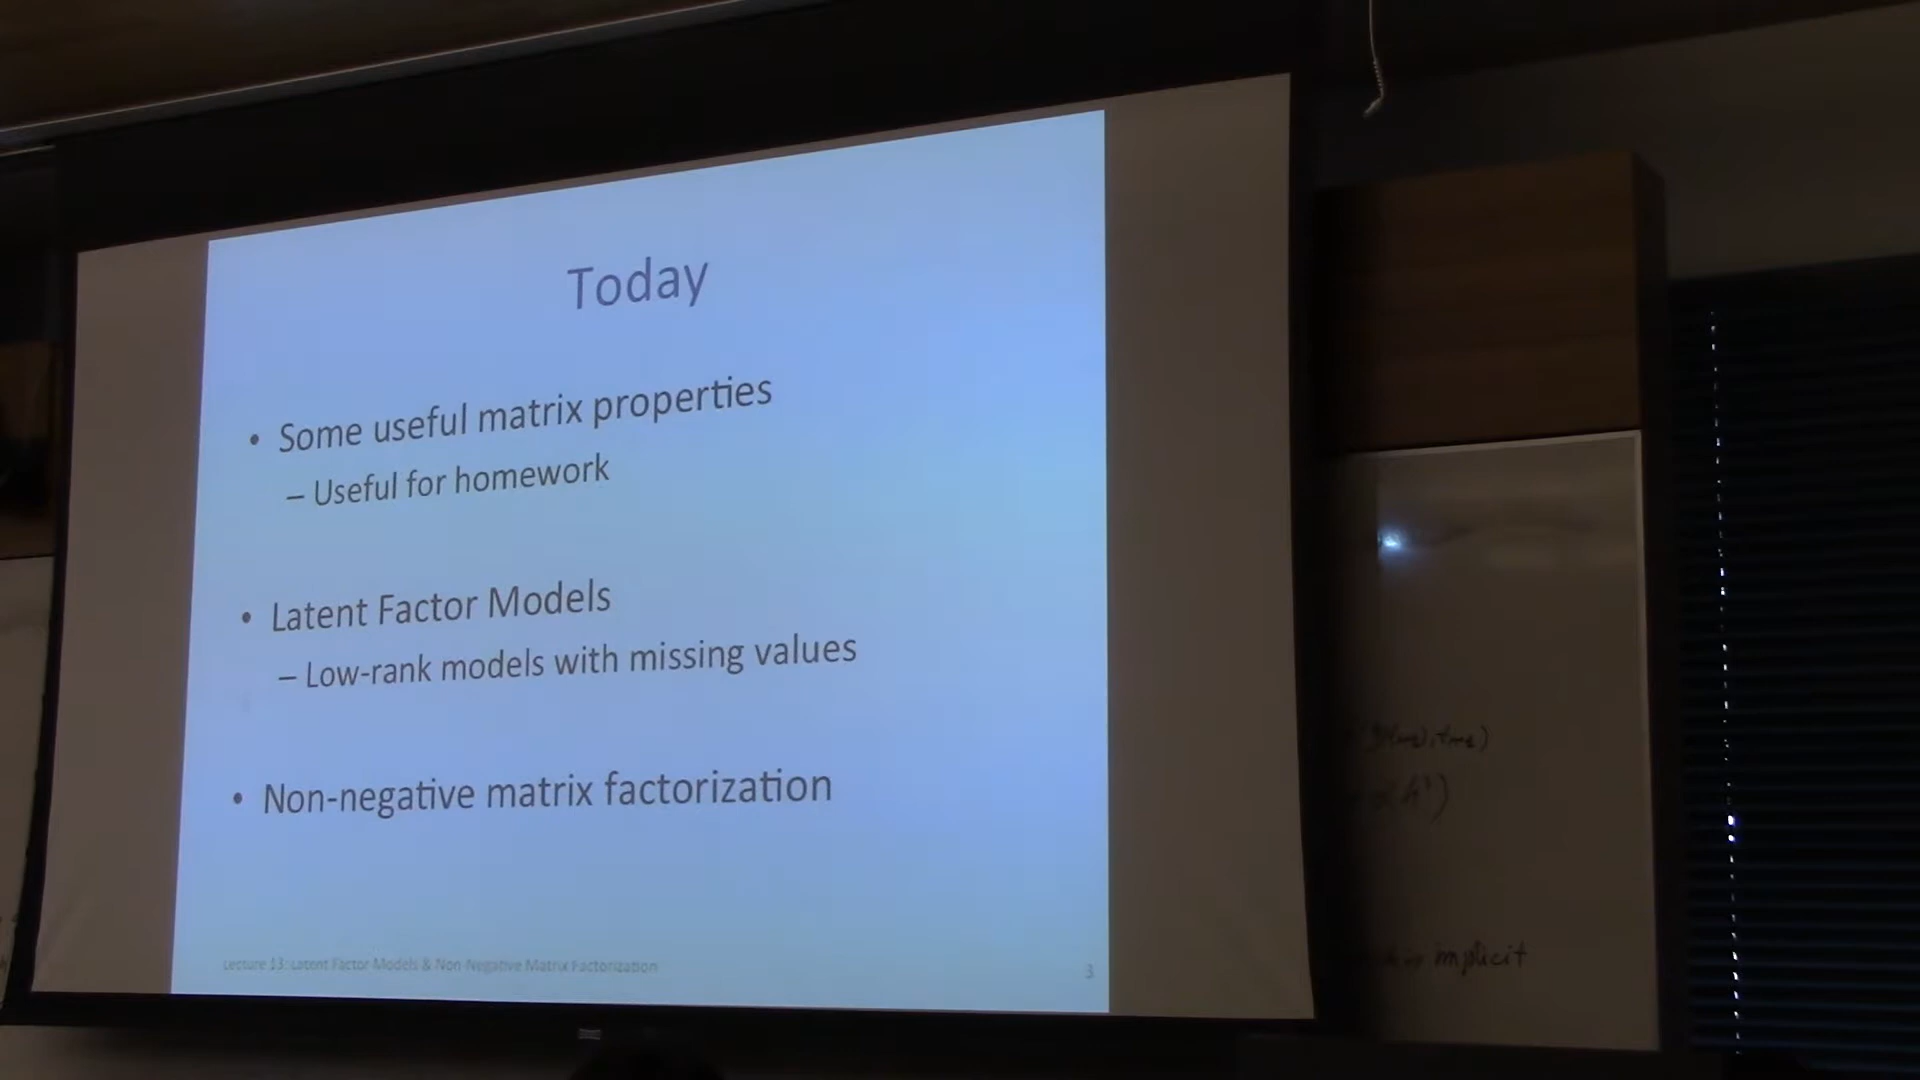 Today
• Some useful matrix properties
– Useful for homework
• Latent Factor Models
– Low-rank models with missing values
• Non-negative matrix factorization
Lecture 13: Latent Factor Models & Non-Negative Matrix Factorization
3
implicit